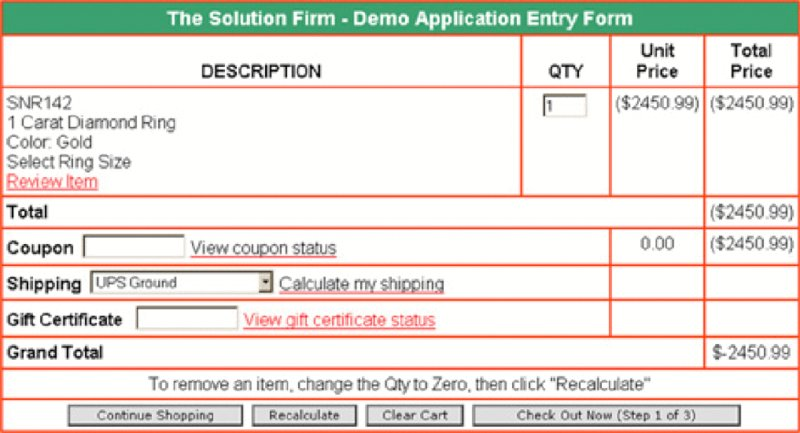 The Solution Firm - Demo Application Entry Form
DESCRIPTION QTY Unit Price Total Price
SNR142 1 ($2450.99) ($2450.99)
1 Carat Diamond Ring
Color: Gold
Select Ring Size
Review Item
Total ($2450.99)
Coupon View coupon status 0.00 ($2450.99)
Shipping UPS Ground Calculate my shipping
Gift Certificate View gift certificate status
Grand Total $-2450.99
To remove an item, change the Qty to Zero, then click "Recalculate"
Continue Shopping Recalculate Clear Cart Check Out Now (Step 1 of 3)